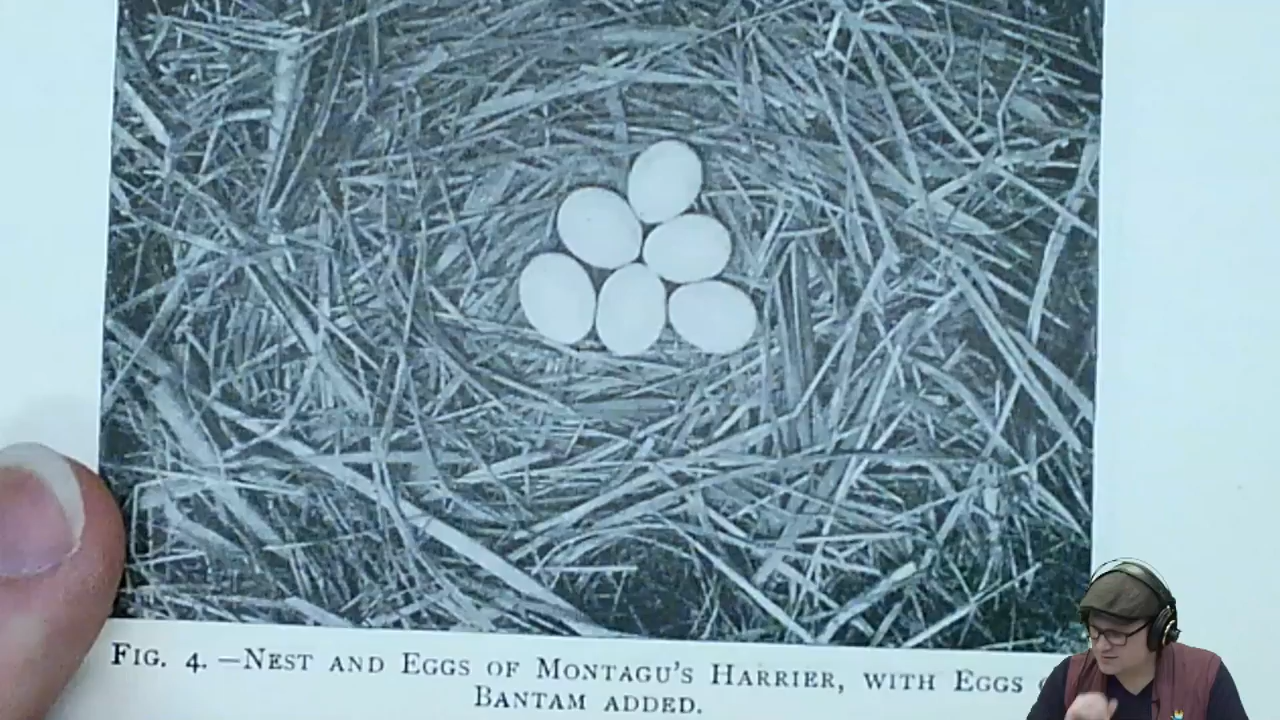 FIG. 4. —NEST AND EGGS OF MONTAGU'S HARRIER, WITH EGGS
BANTAM ADDED.